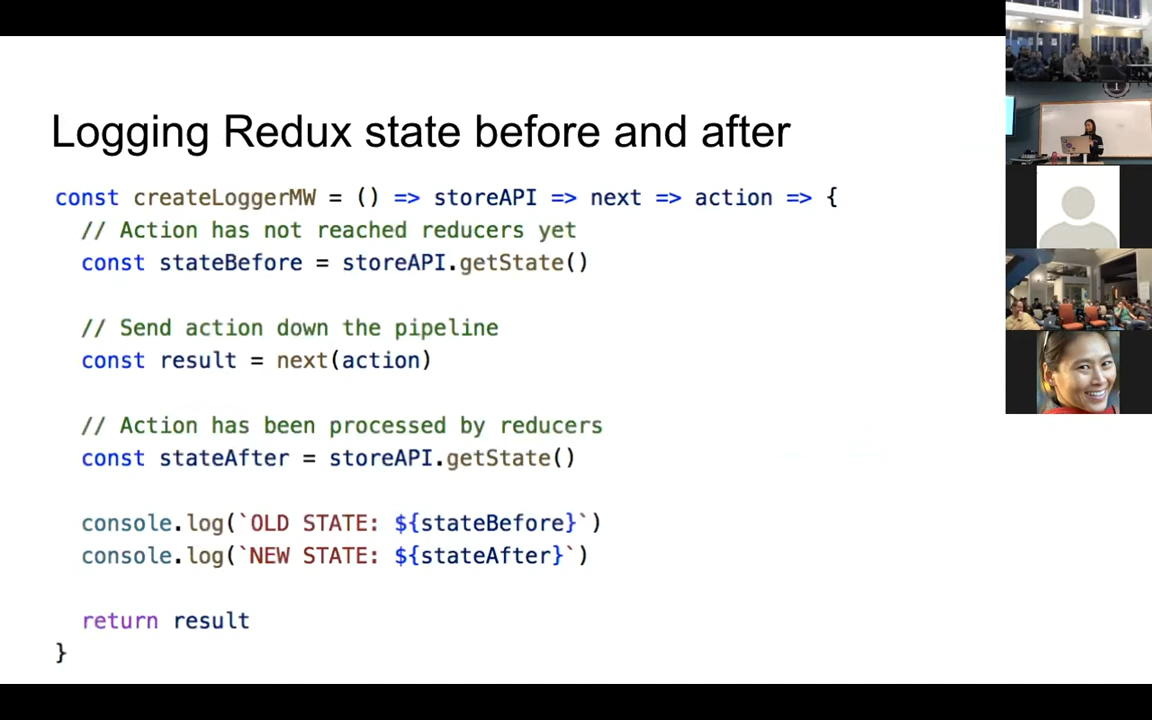 Logging Redux state before and after
const createLoggerMW = () => storeAPI => next => action => {
// Action has not reached reducers yet
const stateBefore = storeAPI.getState()
// Send action down the pipeline
const result = next(action)
// Action has been processed by reducers
const stateAfter = storeAPI.getState()
console.log(`OLD STATE: ${stateBefore}`)
console.log(`NEW STATE: ${stateAfter}`)
return result
}